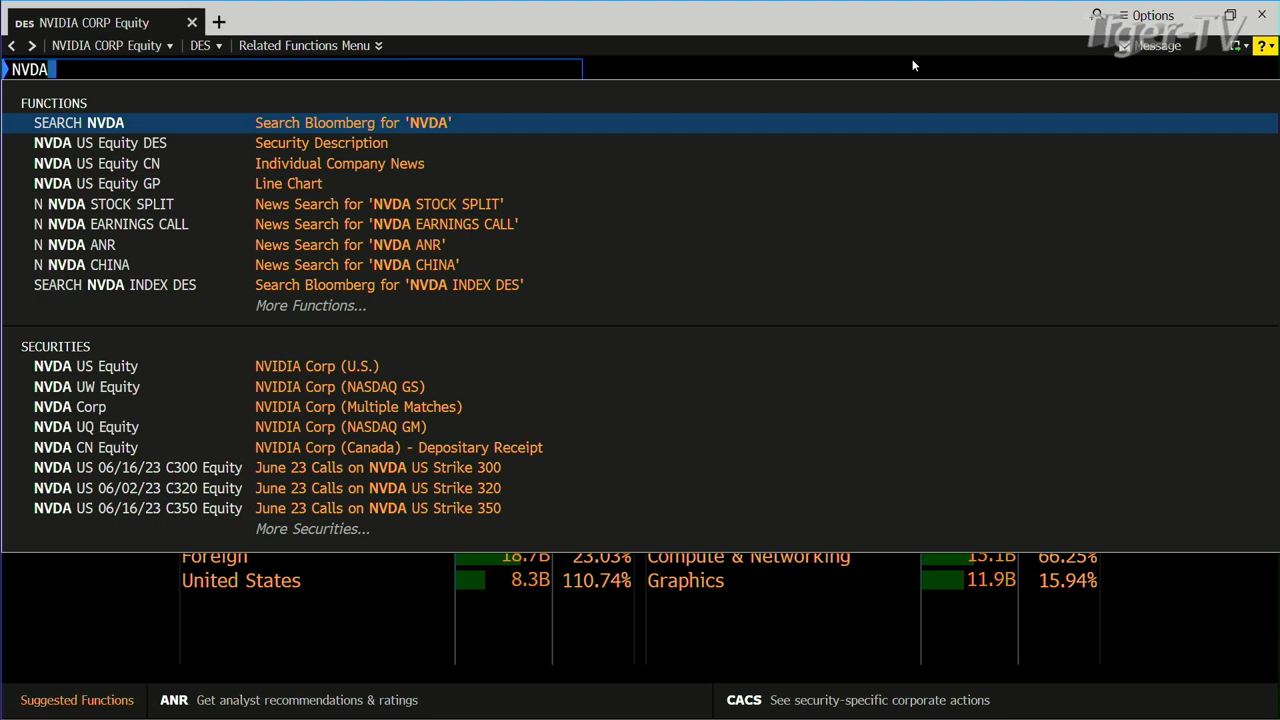 DES NVIDIA CORP Equity
Options
NVIDIA CORP Equity DES Related Functions Menu
Message
Tiger-TV
NVDA
FUNCTIONS
SEARCH NVDA Search Bloomberg for 'NVDA'
NVDA US Equity DES Security Description
NVDA US Equity CN Individual Company News
NVDA US Equity GP Line Chart
N NVDA STOCK SPLIT News Search for 'NVDA STOCK SPLIT'
N NVDA EARNINGS CALL News Search for 'NVDA EARNINGS CALL'
N NVDA ANR News Search for 'NVDA ANR'
N NVDA CHINA News Search for 'NVDA CHINA'
SEARCH NVDA INDEX DES Search Bloomberg for 'NVDA INDEX DES'
More Functions...
SECURITIES
NVDA US Equity NVIDIA Corp (U.S.)
NVDA UW Equity NVIDIA Corp (NASDAQ GS)
NVDA Corp NVIDIA Corp (Multiple Matches)
NVDA UQ Equity NVIDIA Corp (NASDAQ GM)
NVDA CN Equity NVIDIA Corp (Canada) - Depositary Receipt
NVDA US 06/16/23 C300 Equity June 23 Calls on NVDA US Strike 300
NVDA US 06/02/23 C320 Equity June 23 Calls on NVDA US Strike 320
NVDA US 06/16/23 C350 Equity June 23 Calls on NVDA US Strike 350
More Securities...
Foreign 18.7B 23.03% Compute & Networking 15.1B 66.25%
United States 8.3B 110.74% Graphics 11.9B 15.94%
Suggested Functions ANR Get analyst recommendations & ratings CACS See security-specific corporate actions